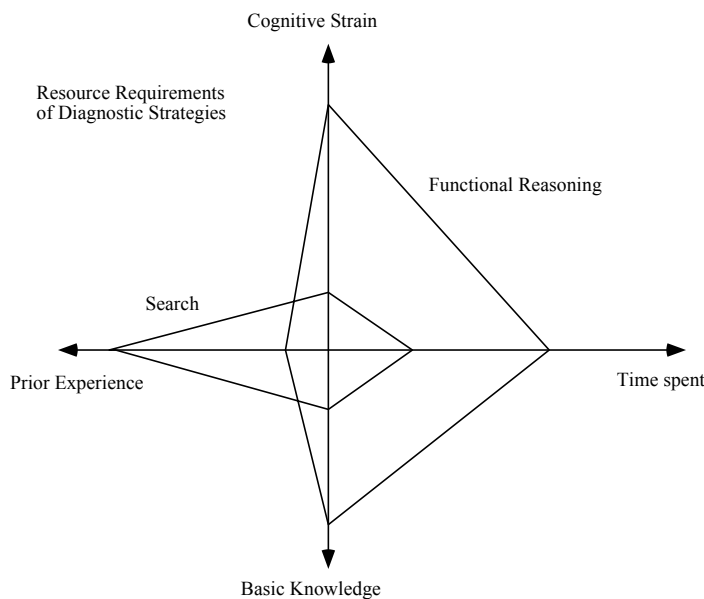 Cognitive Strain
Resource Requirements
of Diagnostic Strategies
Functional Reasoning
Search
Prior Experience
Time spent
Basic Knowledge